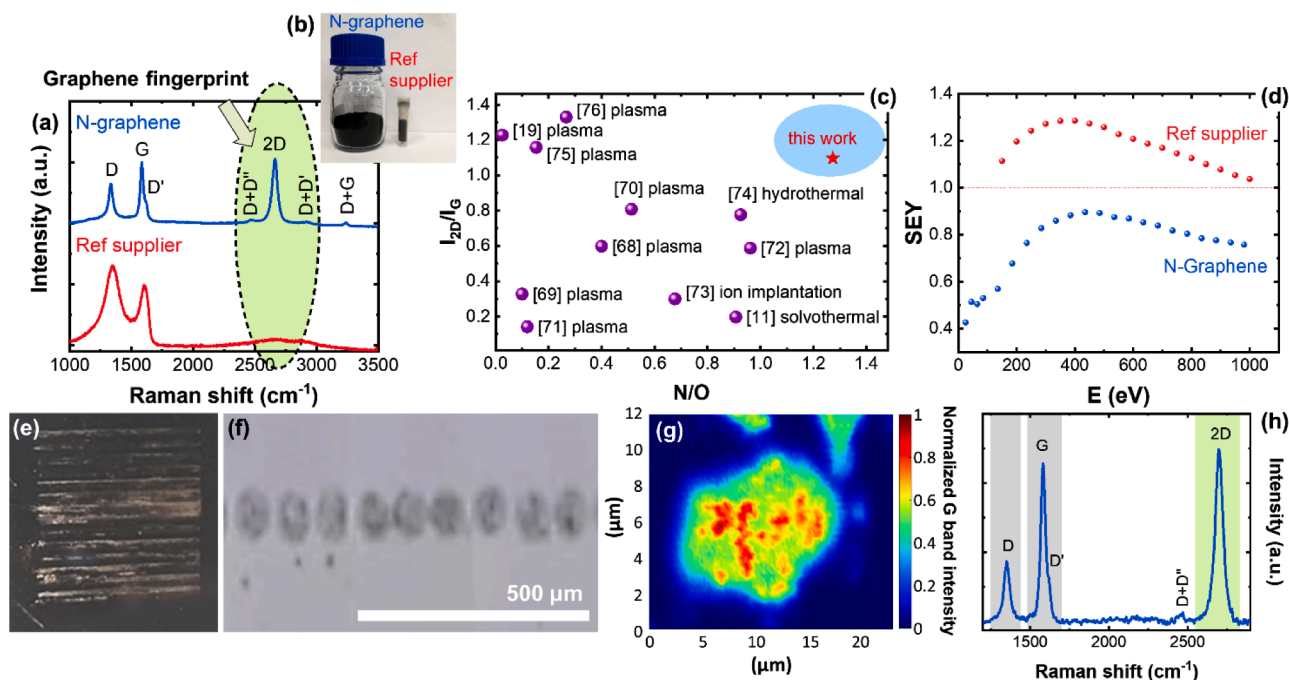 (b)
N-graphene
Ref
supplier
Graphene fingerprint
(a)
N-graphene
D
G
D'
2D
D+D"
D+D'
D+G
Ref supplier
Intensity (a.u.)
1000
1500
2000
2500
3000
3500
Raman shift (cm-1)
(c)
1.4
1.2
1.0
0.8
0.6
0.4
0.2
0.0
I2D/IG
[76] plasma
[19] plasma
[75] plasma
this work
[70] plasma
[74] hydrothermal
[68] plasma
[72] plasma
[69] plasma
[73] ion implantation
[71] plasma
[11] solvothermal
0.0
0.2
0.4
0.6
0.8
1.0
1.2
1.4
N/O
(d)
1.4
1.2
1.0
0.8
0.6
0.4
SEY
Ref supplier
N-Graphene
0
200
400
600
800
1000
E (eV)
(e)
(f)
500 µm
(g)
12
10
8
6
4
2
0
(µm)
0
5
10
15
20
(µm)
1
0.8
0.6
0.4
0.2
0
Normalized G band intensity
(h)
D
G
D'
D+D"
2D
Intensity (a.u.)
1500
2000
2500
Raman shift (cm-1)